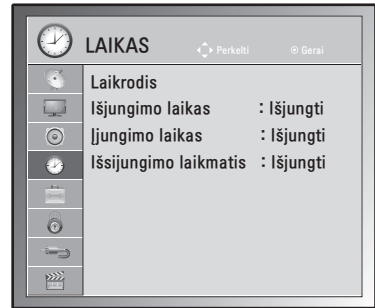 LAIKAS Perkelti Gerai
Laikrodis
Išjungimo laikas : Išjungti
Įjungimo laikas : Išjungti
Išsijungimo laikmatis : Išjungti